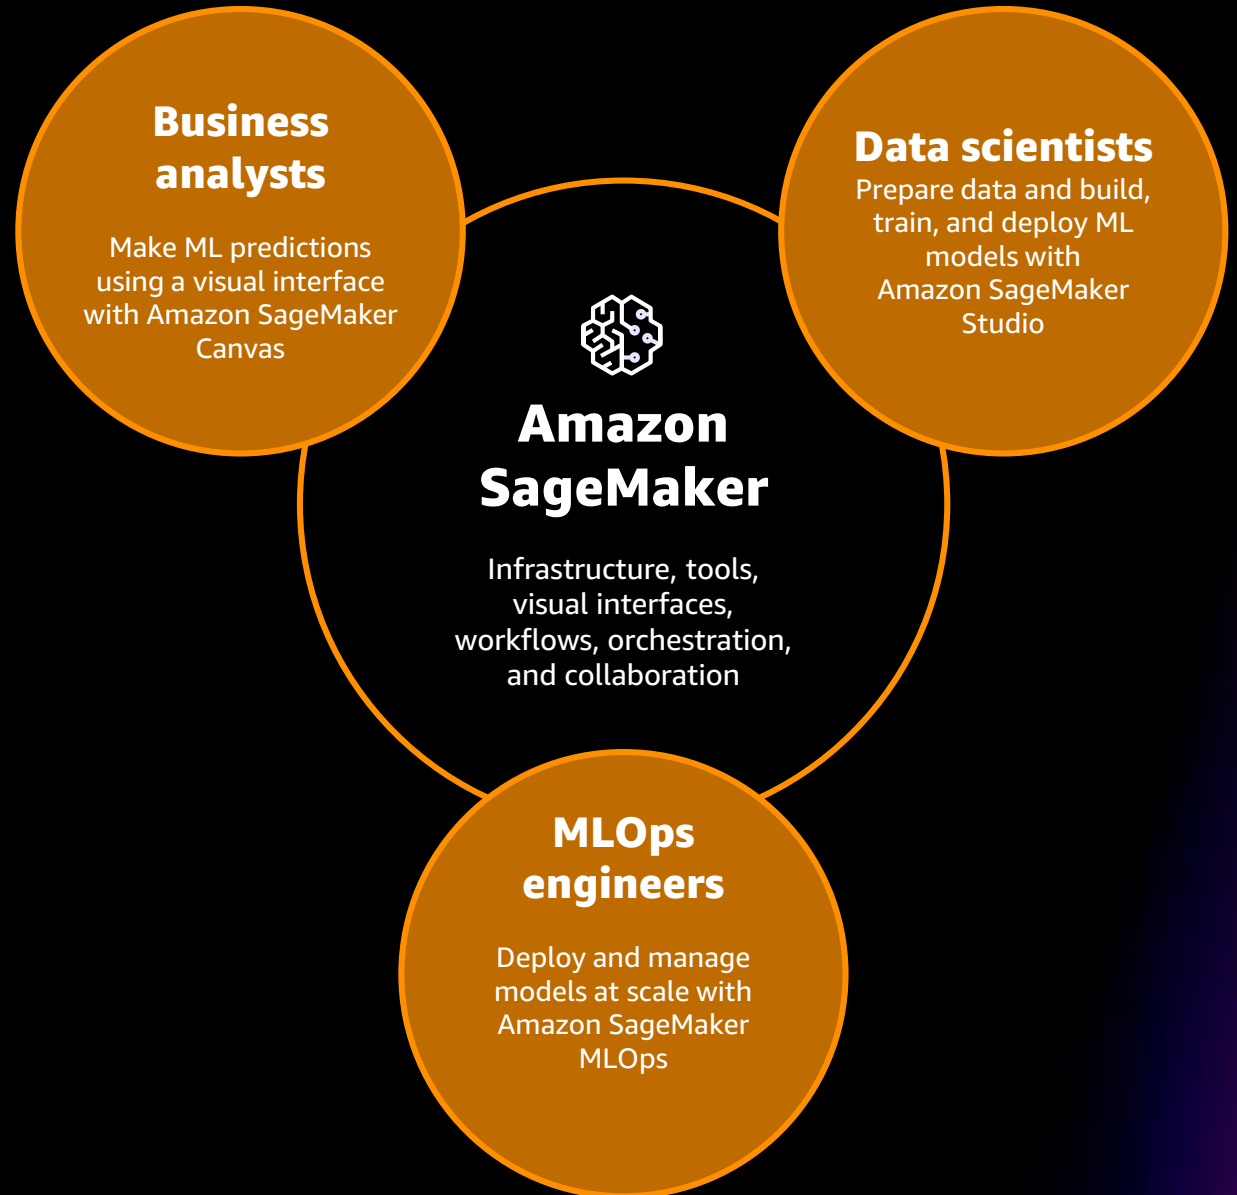 Business
analysts
Make ML predictions
using a visual interface
with Amazon SageMaker
Canvas
Data scientists
Prepare data and build,
train, and deploy ML
models with
Amazon SageMaker
Studio
Amazon
SageMaker
Infrastructure, tools,
visual interfaces,
workflows, orchestration,
and collaboration
MLOps
engineers
Deploy and manage
models at scale with
Amazon SageMaker
MLOps